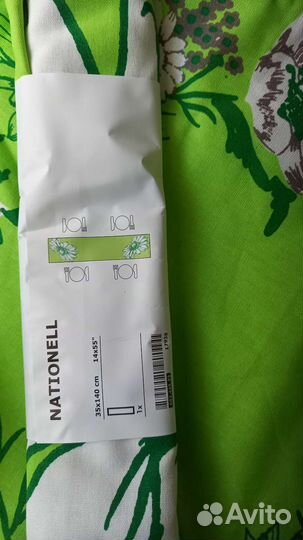 NATIONELL
35x140 cm 14x55"
1x
Avito